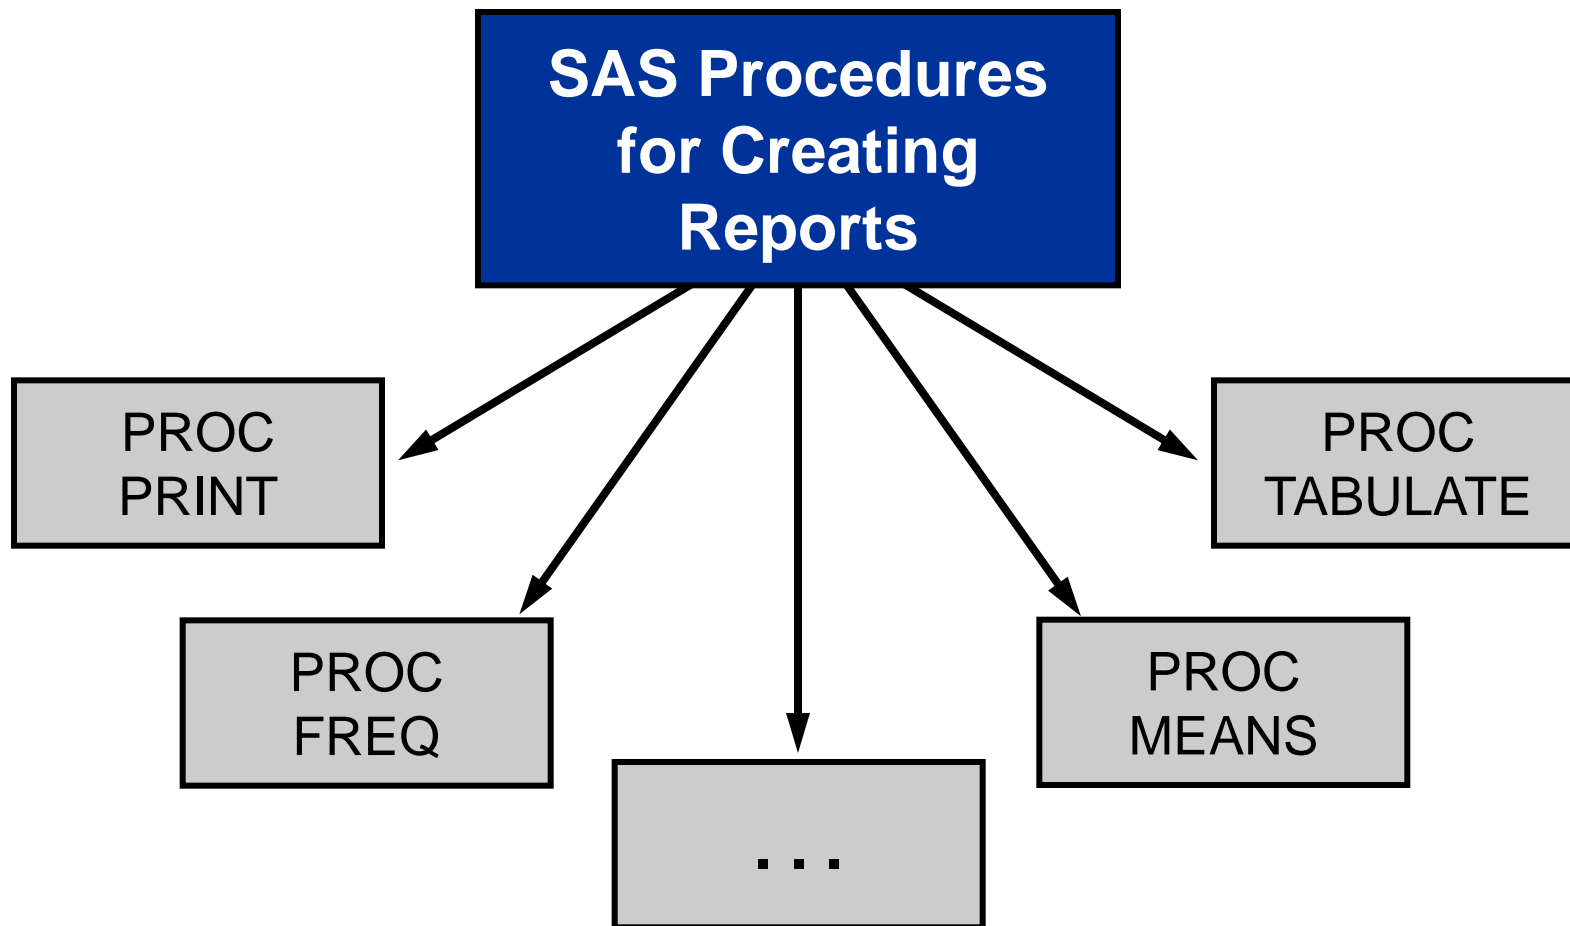 SAS Procedures
for Creating
Reports
PROC
PRINT
PROC
TABULATE
PROC
FREQ
PROC
MEANS
. . .